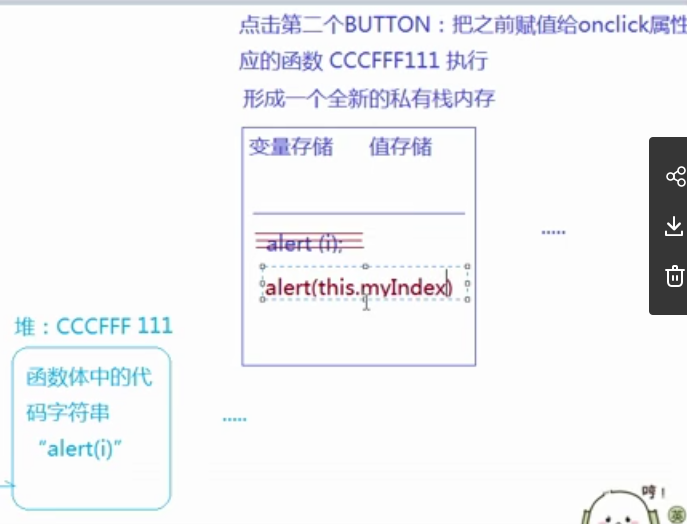 点击第二个BUTTON：把之前赋值给onclick属性
应的函数 CCCFFF111 执行
形成一个全新的私有栈内存
变量存储 值存储
alert (i);
.....
alert(this.myIndex)
堆：CCCFFF 111
函数体中的代
码字符串
“alert(i)”
.....
哼！
英